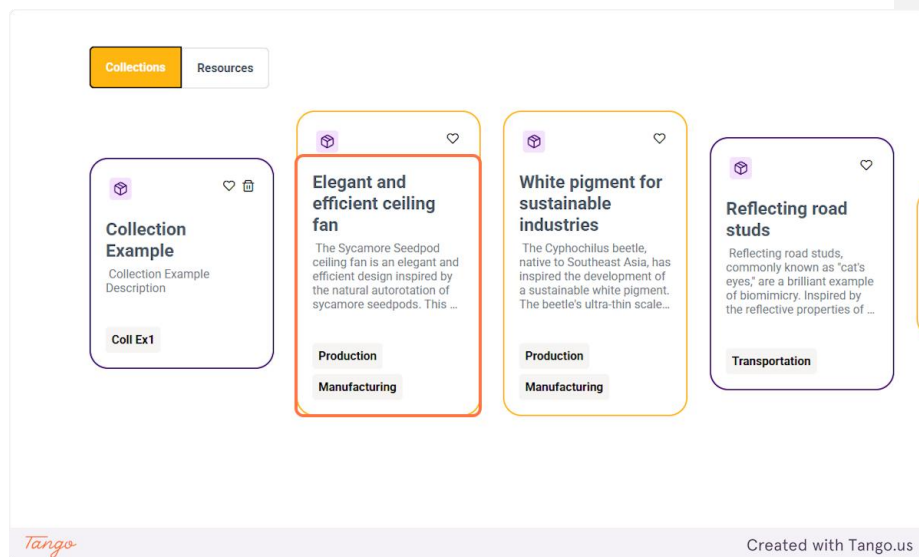 Collections
Resources
Collection
Example
Collection Example
Description
Coll Ex1
Elegant and
efficient ceiling
fan
The Sycamore Seedpod
ceiling fan is an elegant and
efficient design inspired by
the natural autorotation of
sycamore seedpods. This ...
Production
Manufacturing
White pigment for
sustainable
industries
The Cyphochilus beetle,
native to Southeast Asia, has
inspired the development of
a sustainable white pigment.
The beetle's ultra-thin scale...
Production
Manufacturing
Reflecting road
studs
Reflecting road studs,
commonly known as "cat's
eyes," are a brilliant example
of biomimicry. Inspired by
the reflective properties of ...
Transportation
Tango
Created with Tango.us